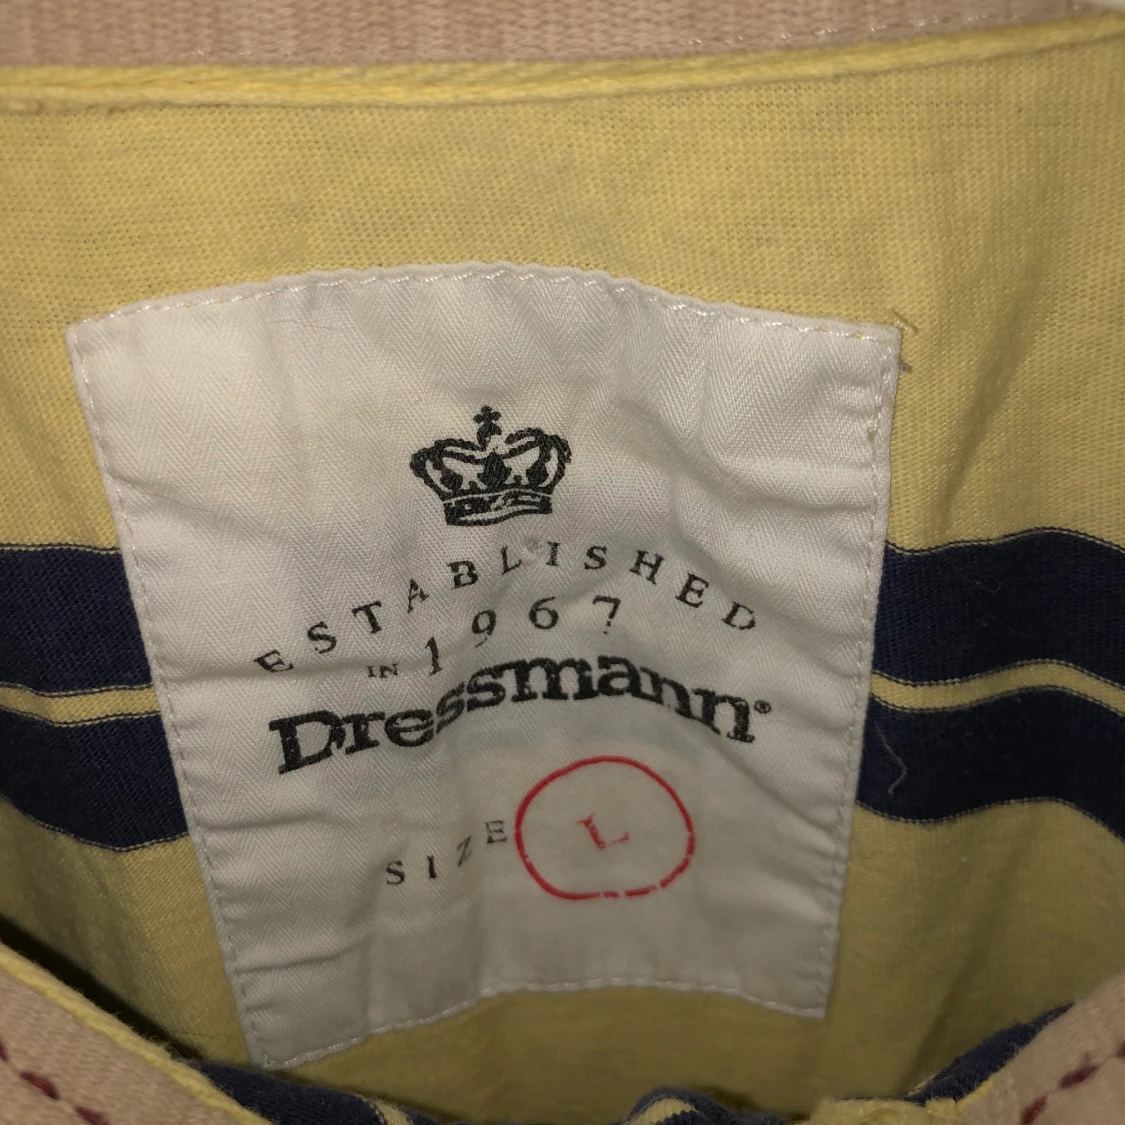 ESTABLISHED
IN 1967
Dressmann®
SIZE L